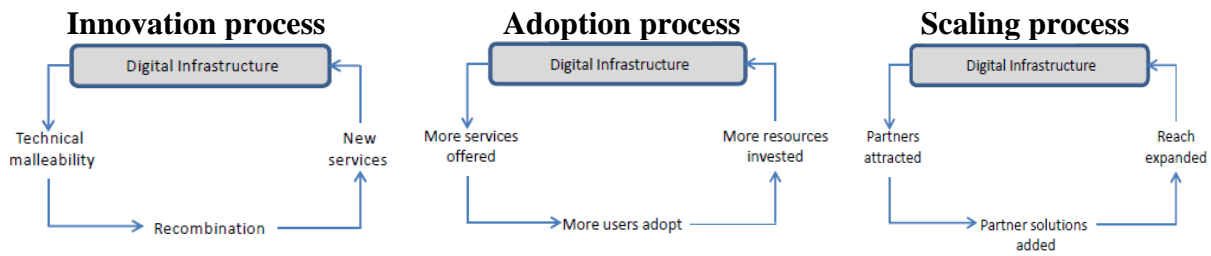 Innovation process
Digital Infrastructure
Technical
malleability
New
services
Recombination
Adoption process
Digital Infrastructure
More services
offered
More resources
invested
More users adopt
Scaling process
Digital Infrastructure
Partners
attracted
Reach
expanded
Partner solutions
added